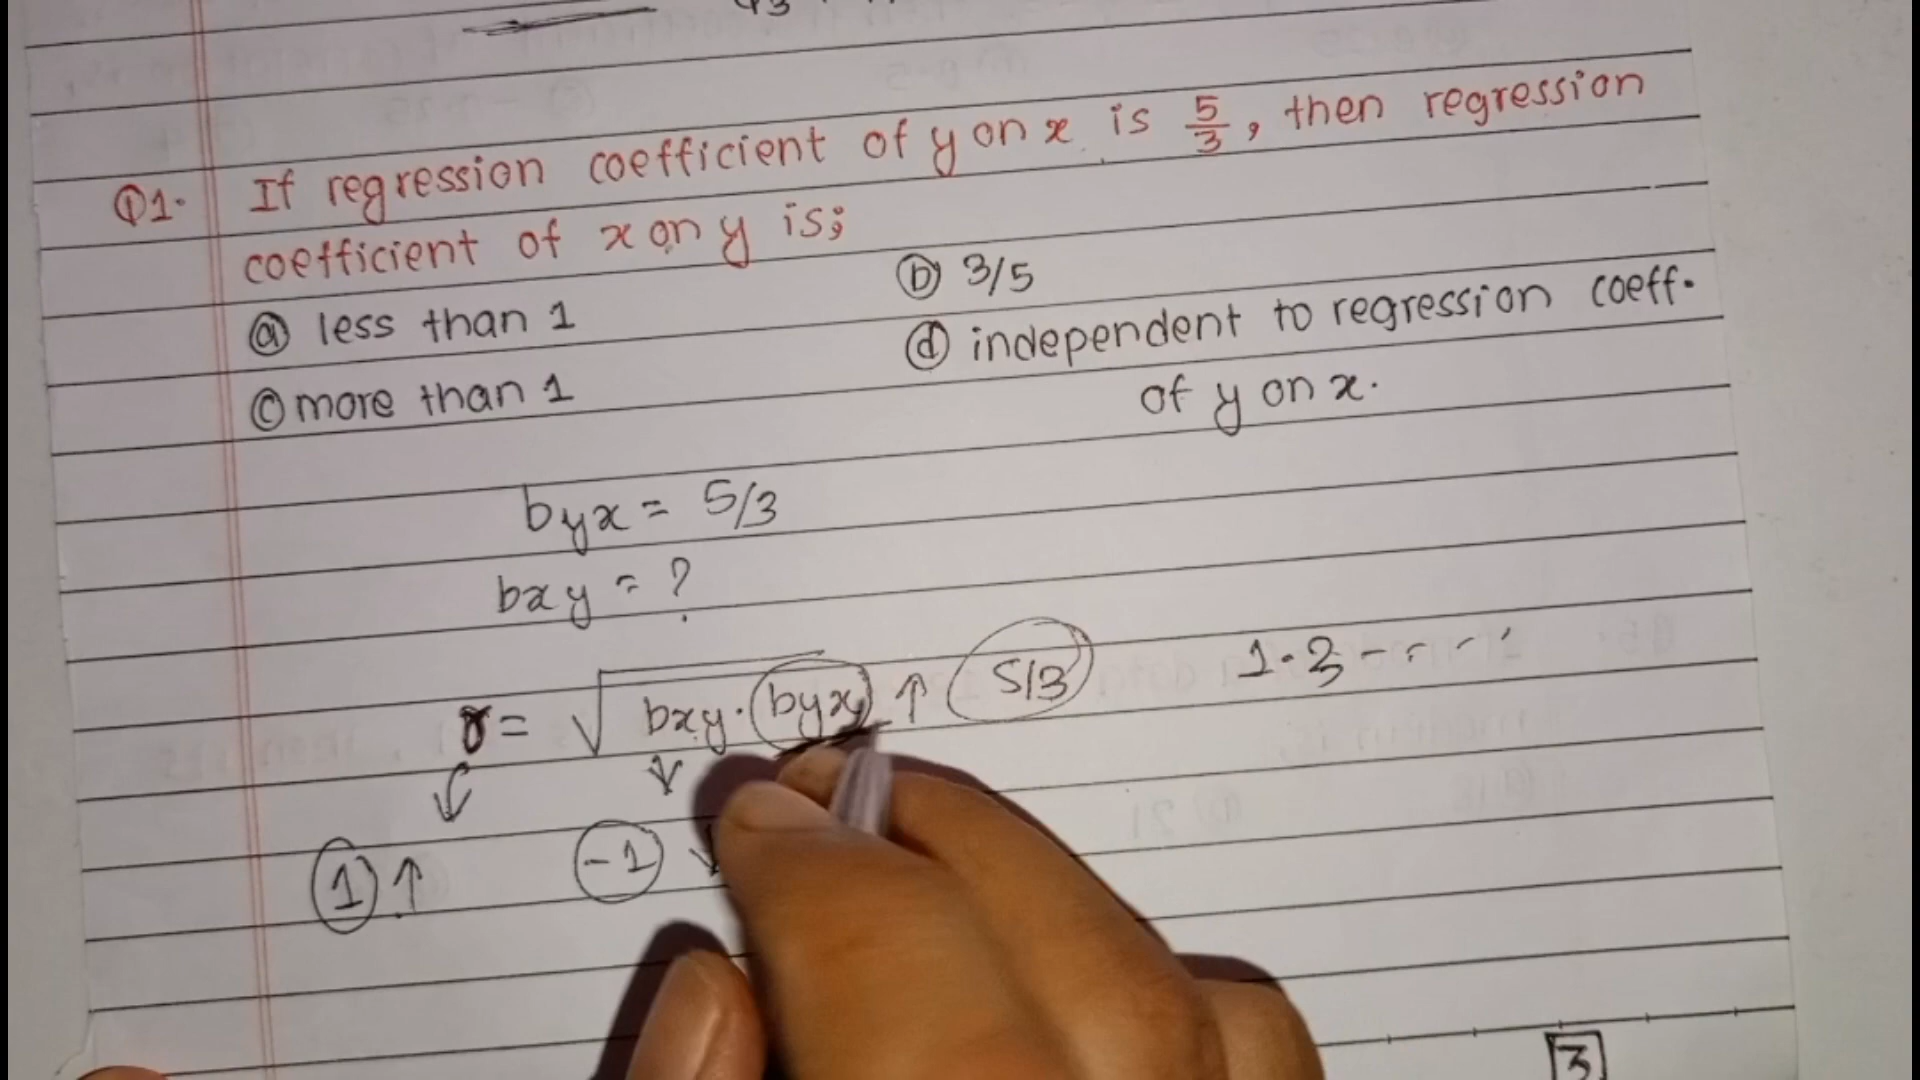 Q1. If regression coefficient of y on x is 5/3, then regression
coefficient of x on y is;
(a) less than 1
(b) 3/5
(c) more than 1
(d) independent to regression coeff.
of y on x.
byx = 5/3
bxy = ?
r = √bxy · byx ↑ 5/3
1.3 - - - -
1 ↑
-1
3